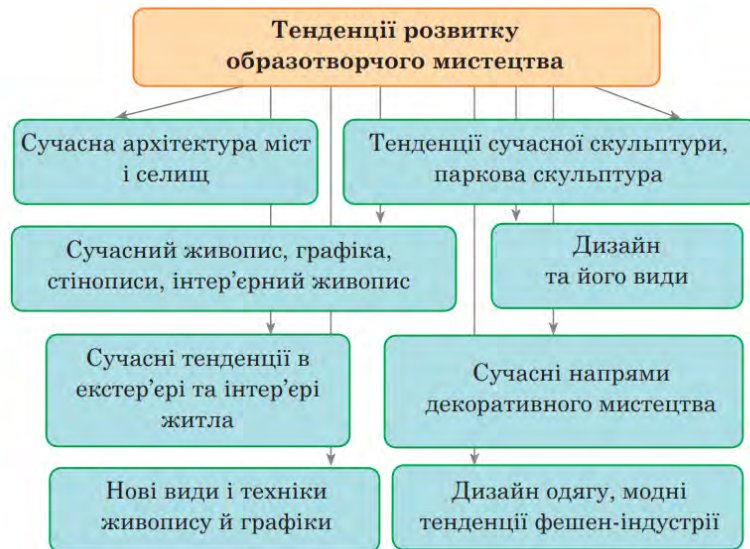 Тенденції розвитку
образотворчого мистецтва
Сучасна архітектура міст
і селищ
Тенденції сучасної скульптури,
паркова скульптура
Сучасний живопис, графіка,
стінописи, інтер’єрний живопис
Дизайн
та його види
Сучасні тенденції в
екстер’єрі та інтер’єрі
житла
Сучасні напрями
декоративного мистецтва
Нові види і техніки
живопису й графіки
Дизайн одягу, модні
тенденції фешен-індустрії